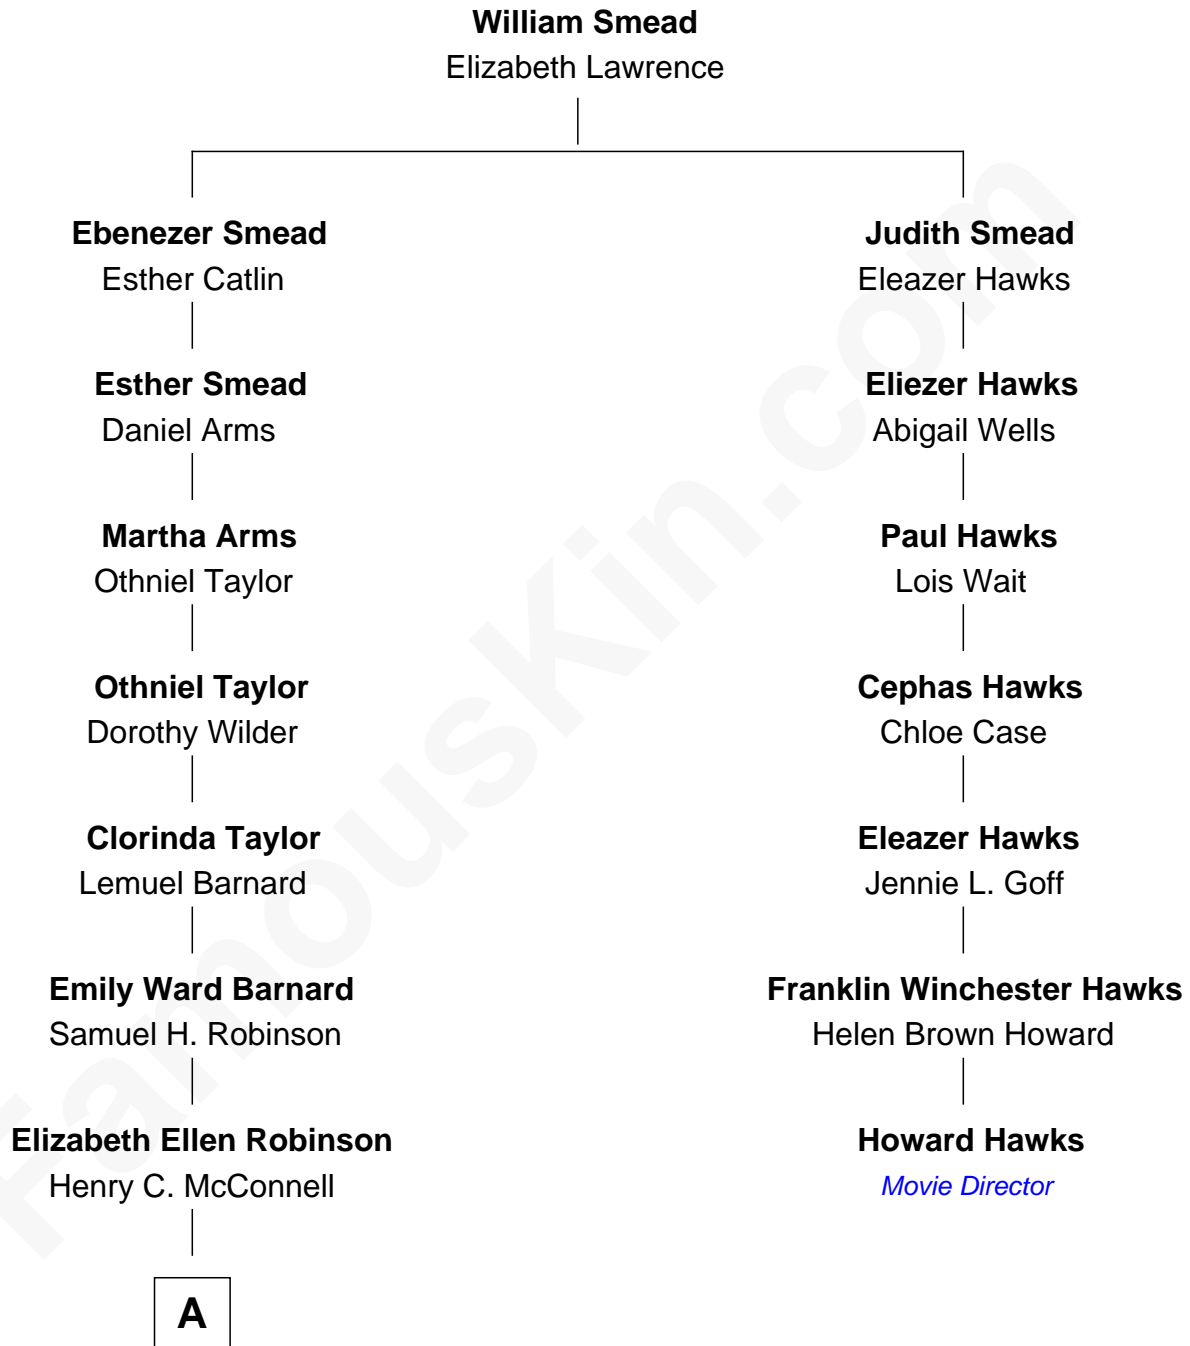 William Smead
Elizabeth Lawrence
Ebenezer Smead
Esther Catlin
Judith Smead
Eleazer Hawks
Esther Smead
Daniel Arms
Eliezer Hawks
Abigail Wells
Martha Arms
Othniel Taylor
Paul Hawks
Lois Wait
Othniel Taylor
Dorothy Wilder
Cephas Hawks
Chloe Case
Clorinda Taylor
Lemuel Barnard
Eleazer Hawks
Jennie L. Goff
Emily Ward Barnard
Samuel H. Robinson
Franklin Winchester Hawks
Helen Brown Howard
Elizabeth Ellen Robinson
Henry C. McConnell
Howard Hawks
Movie Director
A
FamousKin.com